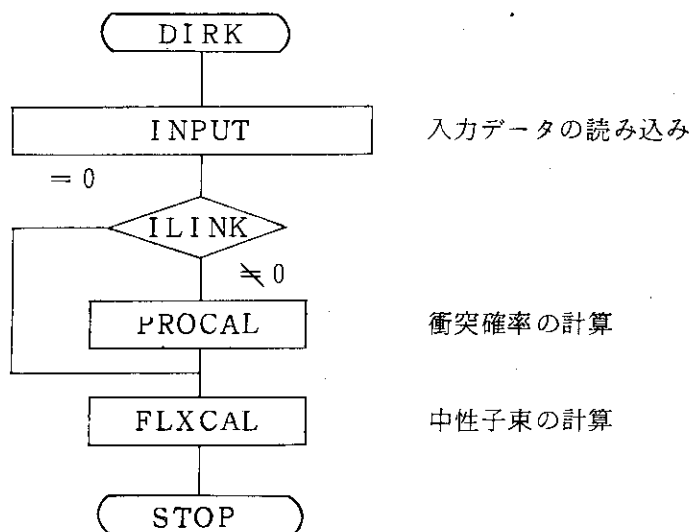 DIRK
INPUT 入力データの読み込み
= 0
ILINK
≠ 0
PROCAL 衝突確率の計算
FLXCAL 中性子束の計算
STOP